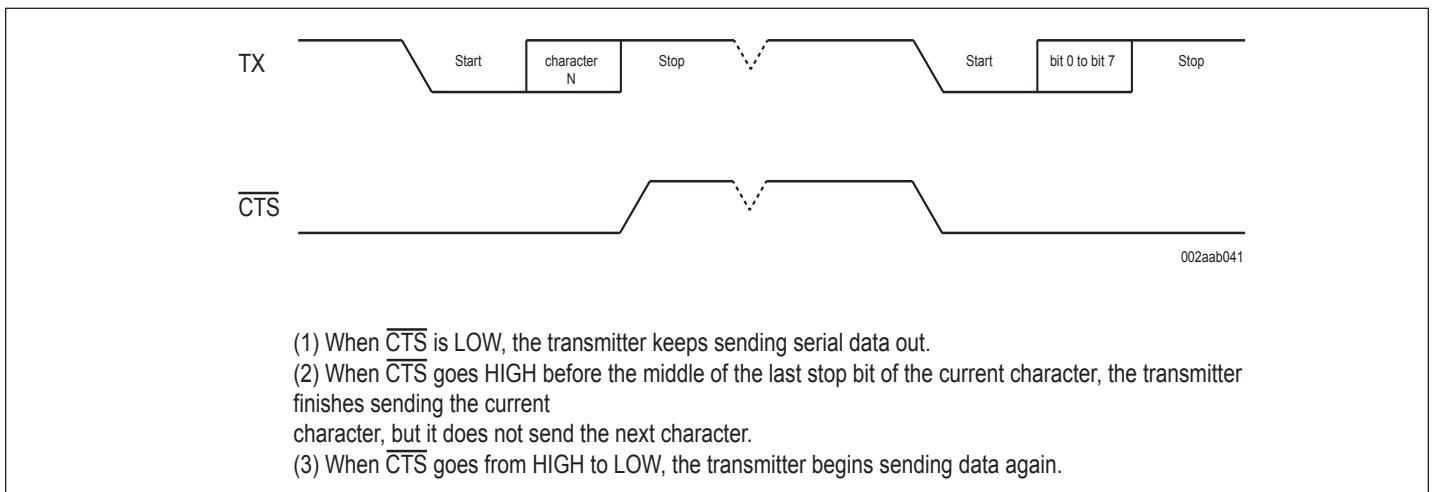 TX
Start
character
N
Stop
Start
bit 0 to bit 7
Stop
CTS
002aab041
(1) When CTS is LOW, the transmitter keeps sending serial data out.
(2) When CTS goes HIGH before the middle of the last stop bit of the current character, the transmitter
finishes sending the current
character, but it does not send the next character.
(3) When CTS goes from HIGH to LOW, the transmitter begins sending data again.